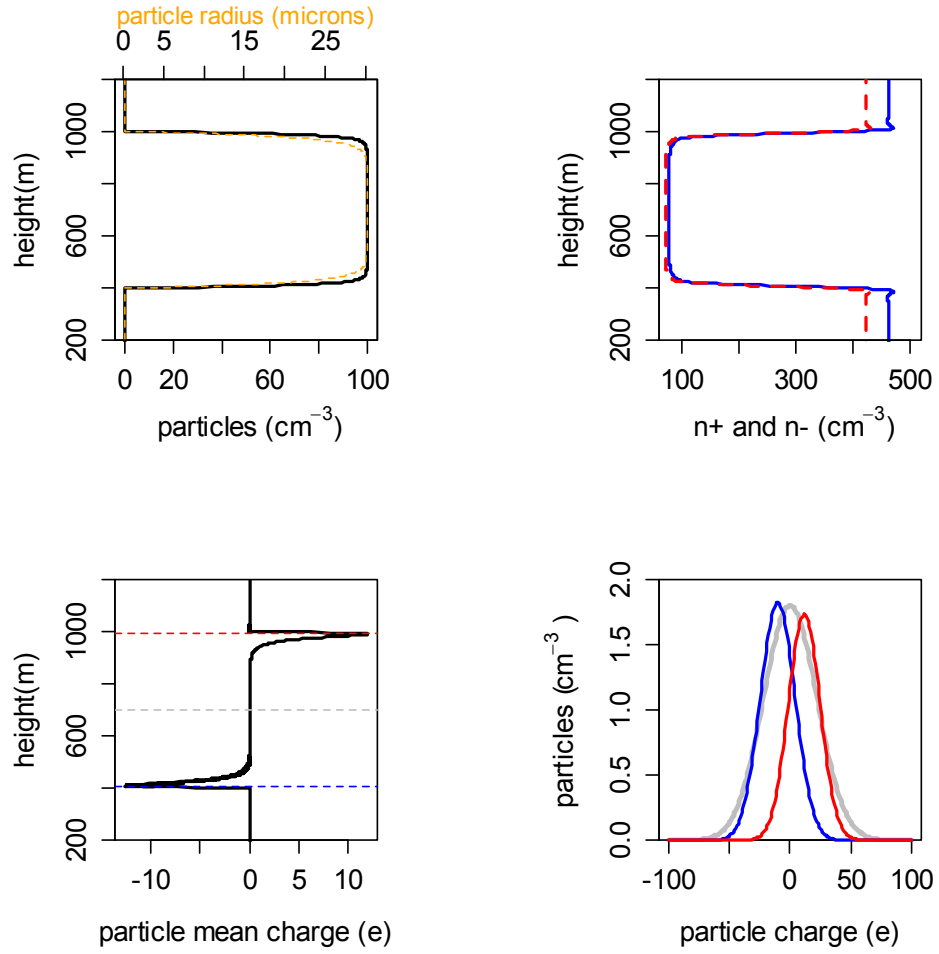 particle radius (microns)
0 5 15 25
height(m)
200 600 1000
0 20 60 100
particles (cm⁻³)
height(m)
200 600 1000
100 300 500
n+ and n- (cm⁻³)
height(m)
200 600 1000
-10 0 5 10
particle mean charge (e)
particles (cm⁻³)
0.0 0.5 1.0 1.5 2.0
-100 0 50 100
particle charge (e)